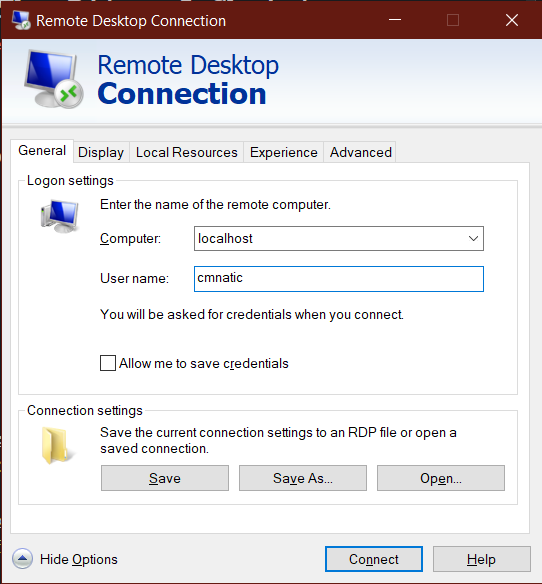 Remote Desktop Connection
Remote Desktop
Connection
General Display Local Resources Experience Advanced
Logon settings
Enter the name of the remote computer.
Computer: localhost
User name: cmnatic
You will be asked for credentials when you connect.
Allow me to save credentials
Connection settings
Save the current connection settings to an RDP file or open a
saved connection.
Save Save As... Open...
Hide Options Connect Help